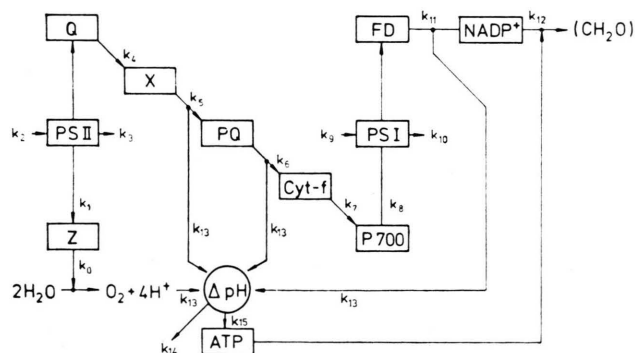 Q
k₄
X
k₅
FD
k₁₁
NADP⁺
k₁₂
(CH₂O)
k₂
PSⅡ
k₃
PQ
k₆
k₉
PSⅠ
k₁₀
Cyt-f
k₁
k₇
k₈
Z
k₁₃
k₁₃
P700
k₀
2H₂O
O₂+4H⁺
k₁₃
ΔpH
k₁₃
k₁₄
k₁₅
ATP